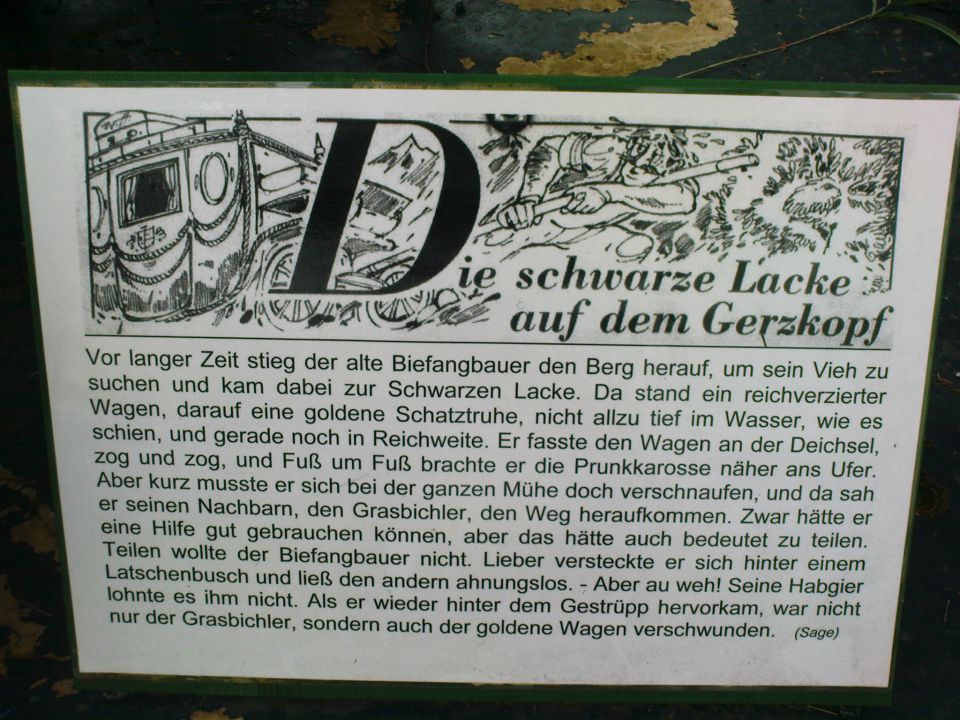 Die schwarze Lacke
auf dem Gerzkopf
Vor langer Zeit stieg der alte Biefangbauer den Berg herauf, um sein Vieh zu
suchen und kam dabei zur Schwarzen Lacke. Da stand ein reichverzierter
Wagen, darauf eine goldene Schatztruhe, nicht allzu tief im Wasser, wie es
schien, und gerade noch in Reichweite. Er fasste den Wagen an der Deichsel,
zog und zog, und Fuß um Fuß brachte er die Prunkkarosse näher ans Ufer.
Aber kurz musste er sich bei der ganzen Mühe doch verschnaufen, und da sah
er seinen Nachbarn, den Grasbichler, den Weg heraufkommen. Zwar hätte er
eine Hilfe gut gebrauchen können, aber das hätte auch bedeutet zu teilen.
Teilen wollte der Biefangbauer nicht. Lieber versteckte er sich hinter einem
Latschenbusch und ließ den andern ahnungslos. - Aber au weh! Seine Habgier
lohnte es ihm nicht. Als er wieder hinter dem Gestrüpp hervorkam, war nicht
nur der Grasbichler, sondern auch der goldene Wagen verschwunden. (Sage)